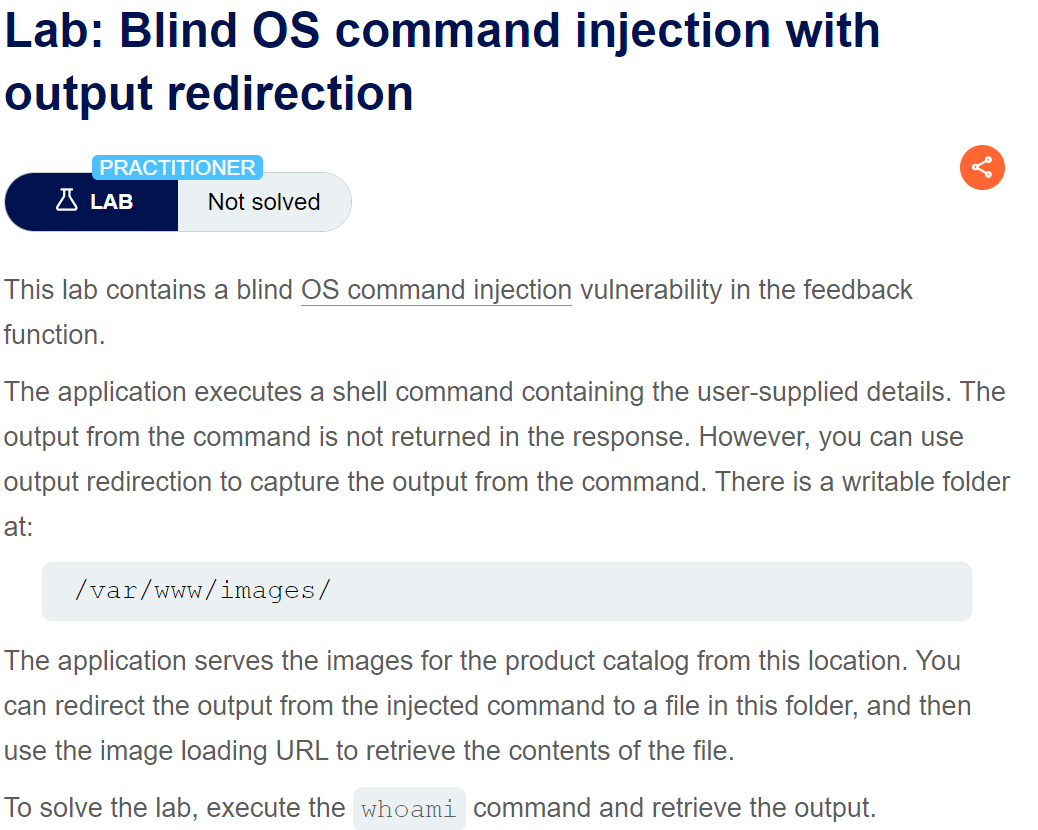 Lab: Blind OS command injection with
output redirection
PRACTITIONER
LAB
Not solved
This lab contains a blind OS command injection vulnerability in the feedback
function.
The application executes a shell command containing the user-supplied details. The
output from the command is not returned in the response. However, you can use
output redirection to capture the output from the command. There is a writable folder
at:
/var/www/images/
The application serves the images for the product catalog from this location. You
can redirect the output from the injected command to a file in this folder, and then
use the image loading URL to retrieve the contents of the file.
To solve the lab, execute the whoami command and retrieve the output.